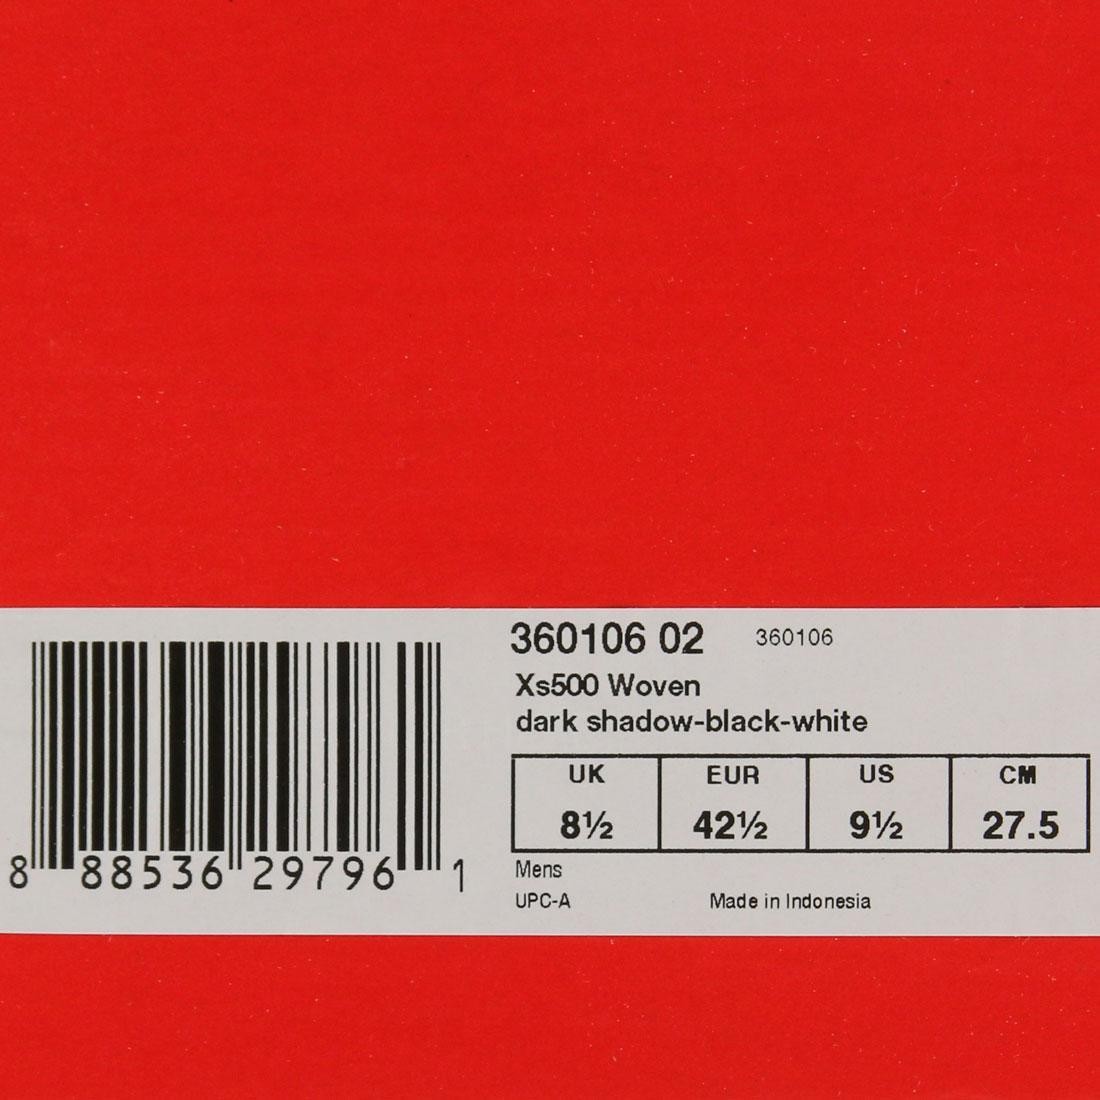 360106 02 360106
Xs500 Woven
dark shadow-black-white
UK EUR US CM
8½ 42½ 9½ 27.5
8 88536 29796 1
Mens
UPC-A Made in Indonesia